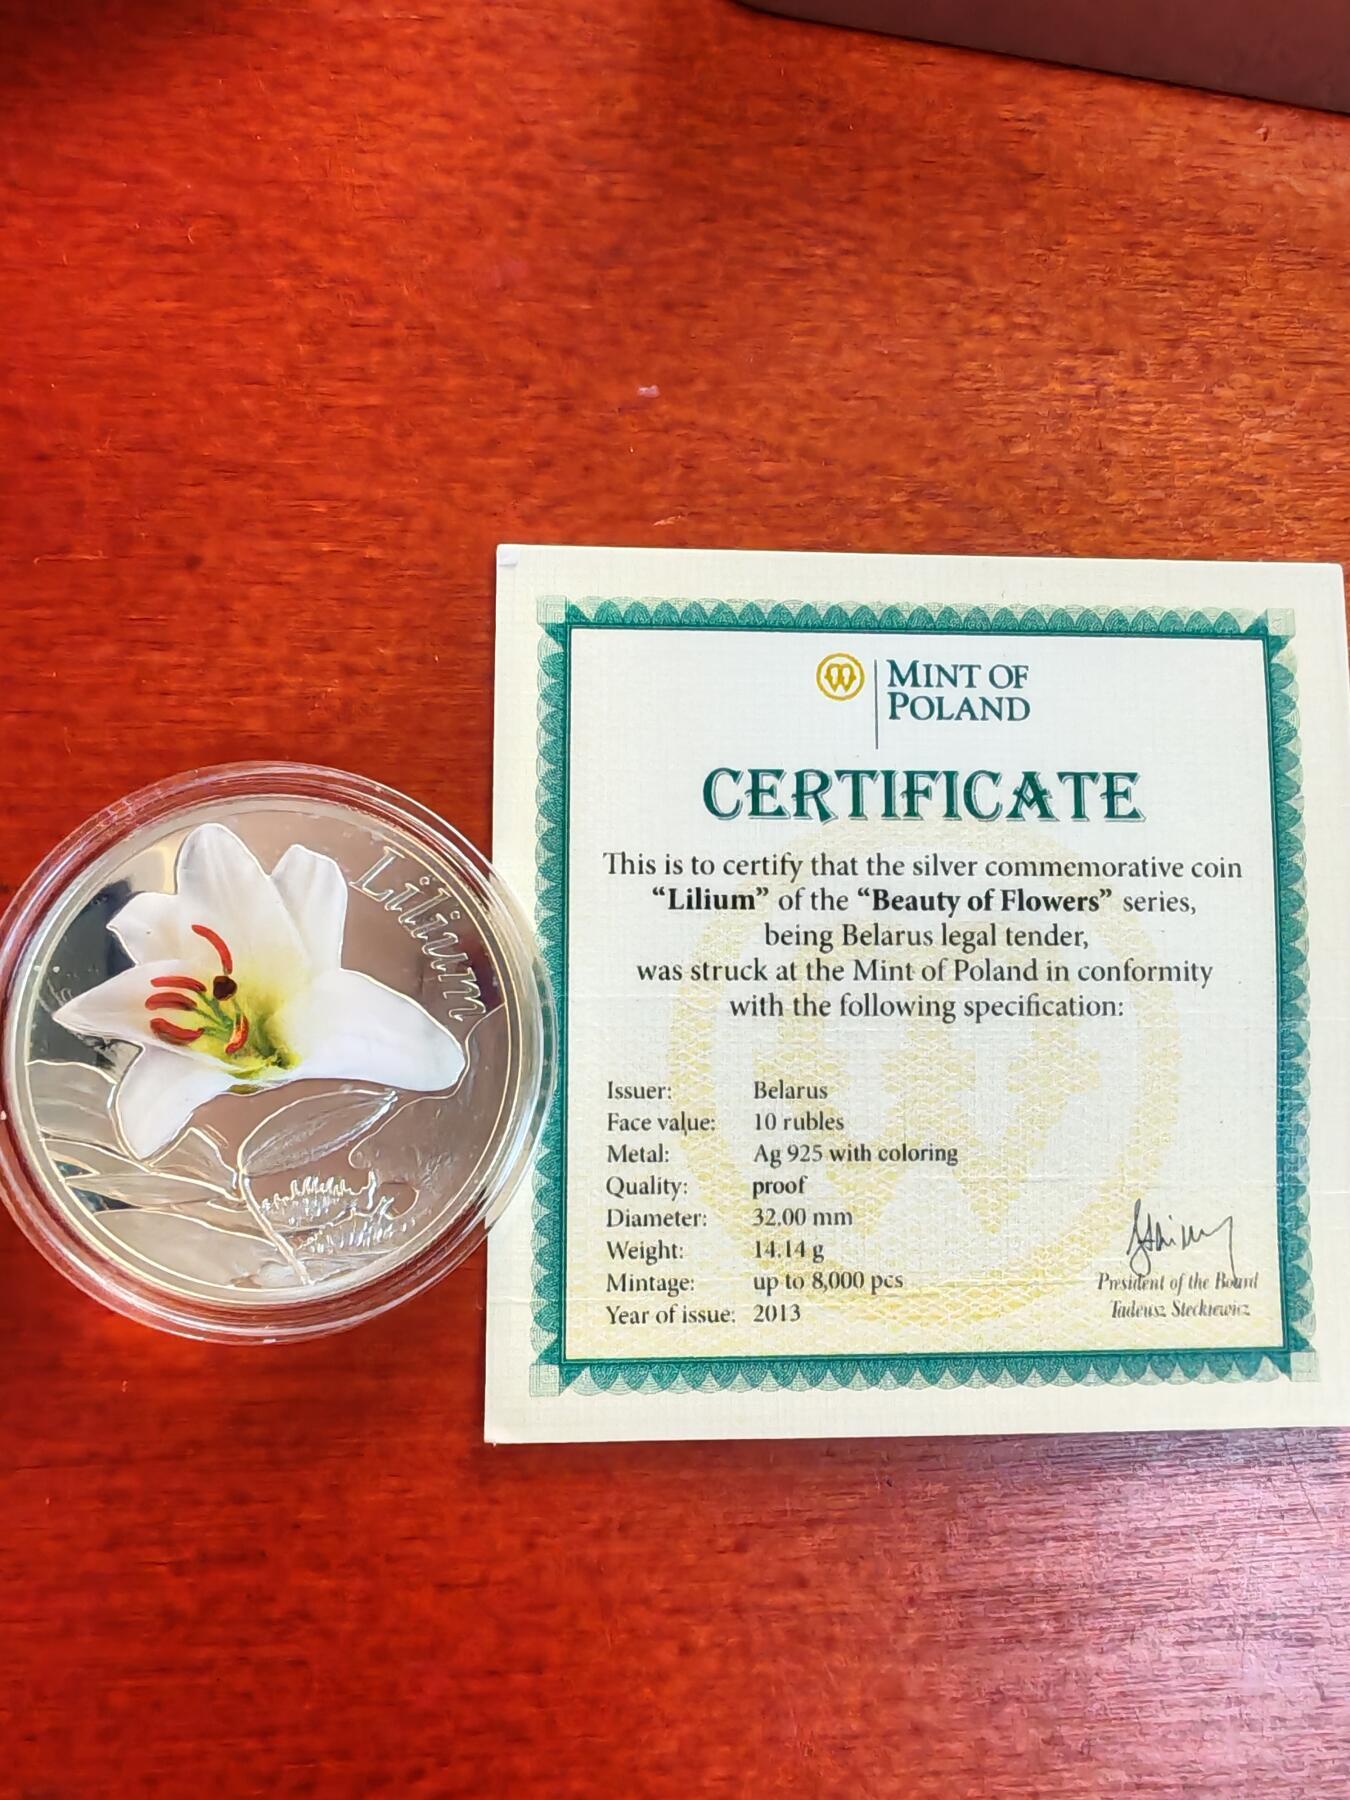 Lilium
MINT OF
POLAND
CERTIFICATE
This is to certify that the silver commemorative coin
“Lilium” of the “Beauty of Flowers” series,
being Belarus legal tender,
was struck at the Mint of Poland in conformity
with the following specification:
Issuer: Belarus
Face value: 10 rubles
Metal: Ag 925 with coloring
Quality: proof
Diameter: 32.00 mm
Weight: 14.14 g
Mintage: up to 8,000 pcs
Year of issue: 2013
President of the Board
Tadeusz Steckiewicz